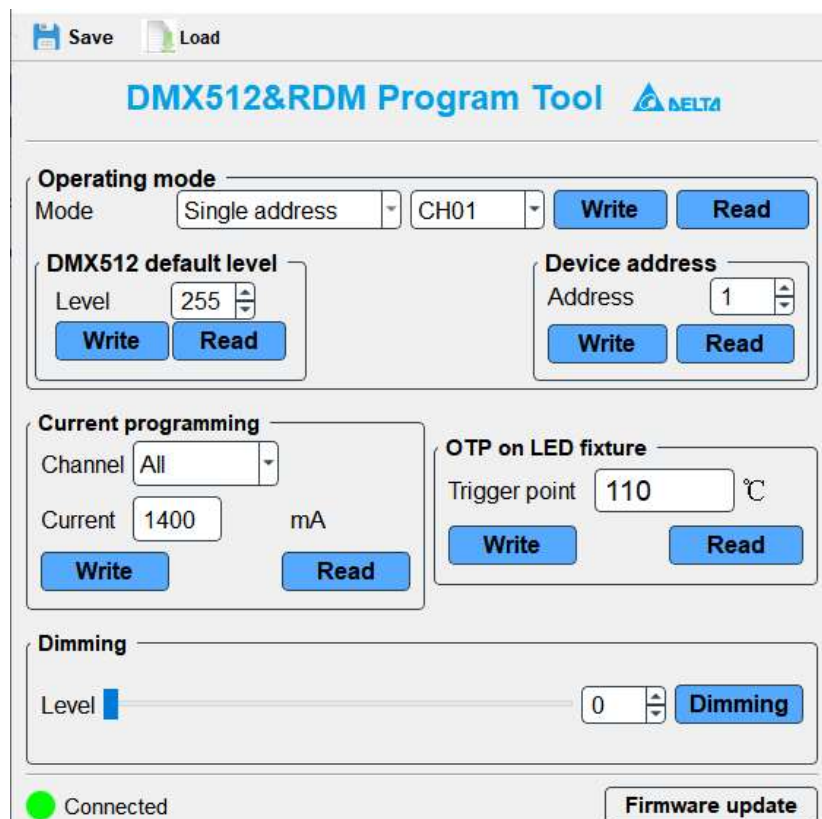 Save Load
DMX512&RDM Program Tool DELTA
Operating mode
Mode Single address CH01 Write Read
DMX512 default level
Level 255
Write Read
Device address
Address 1
Write Read
Current programming
Channel All
Current 1400 mA
Write Read
OTP on LED fixture
Trigger point 110 ℃
Write Read
Dimming
Level 0 Dimming
Connected Firmware update